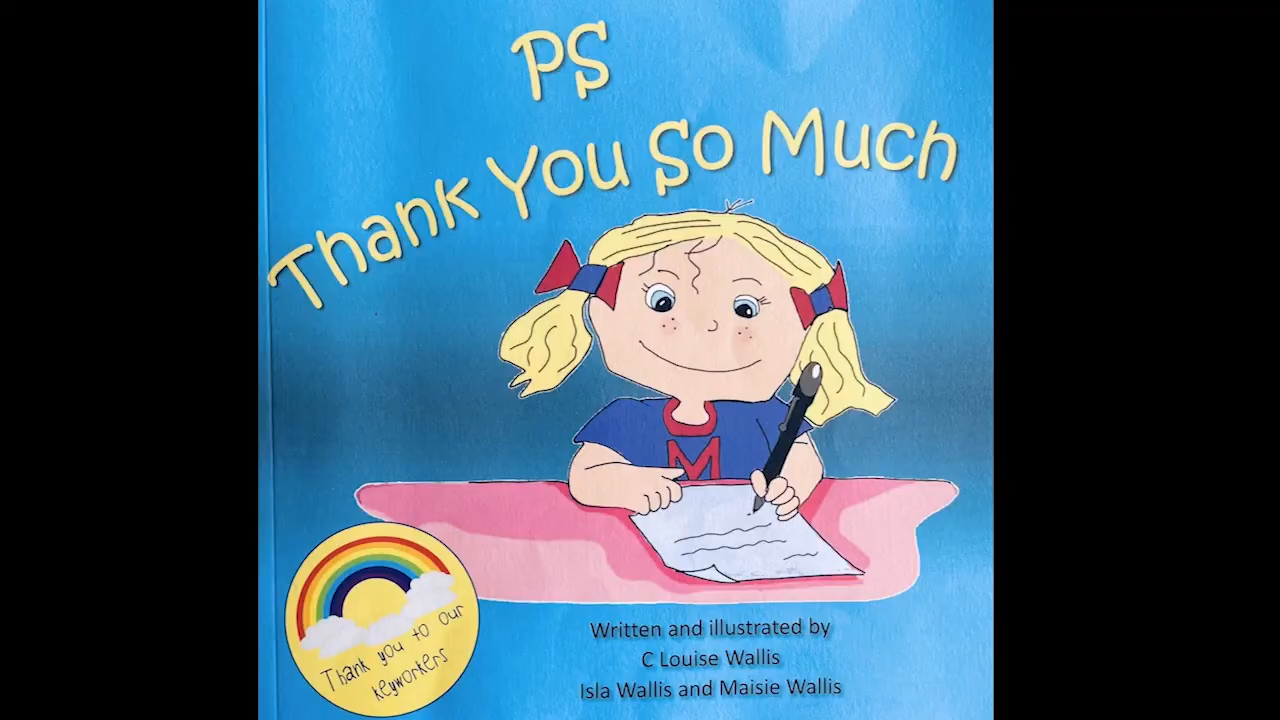 PS
Thank You So Much
M
Thank you to our
keyworkers
Written and illustrated by
C Louise Wallis
Isla Wallis and Maisie Wallis